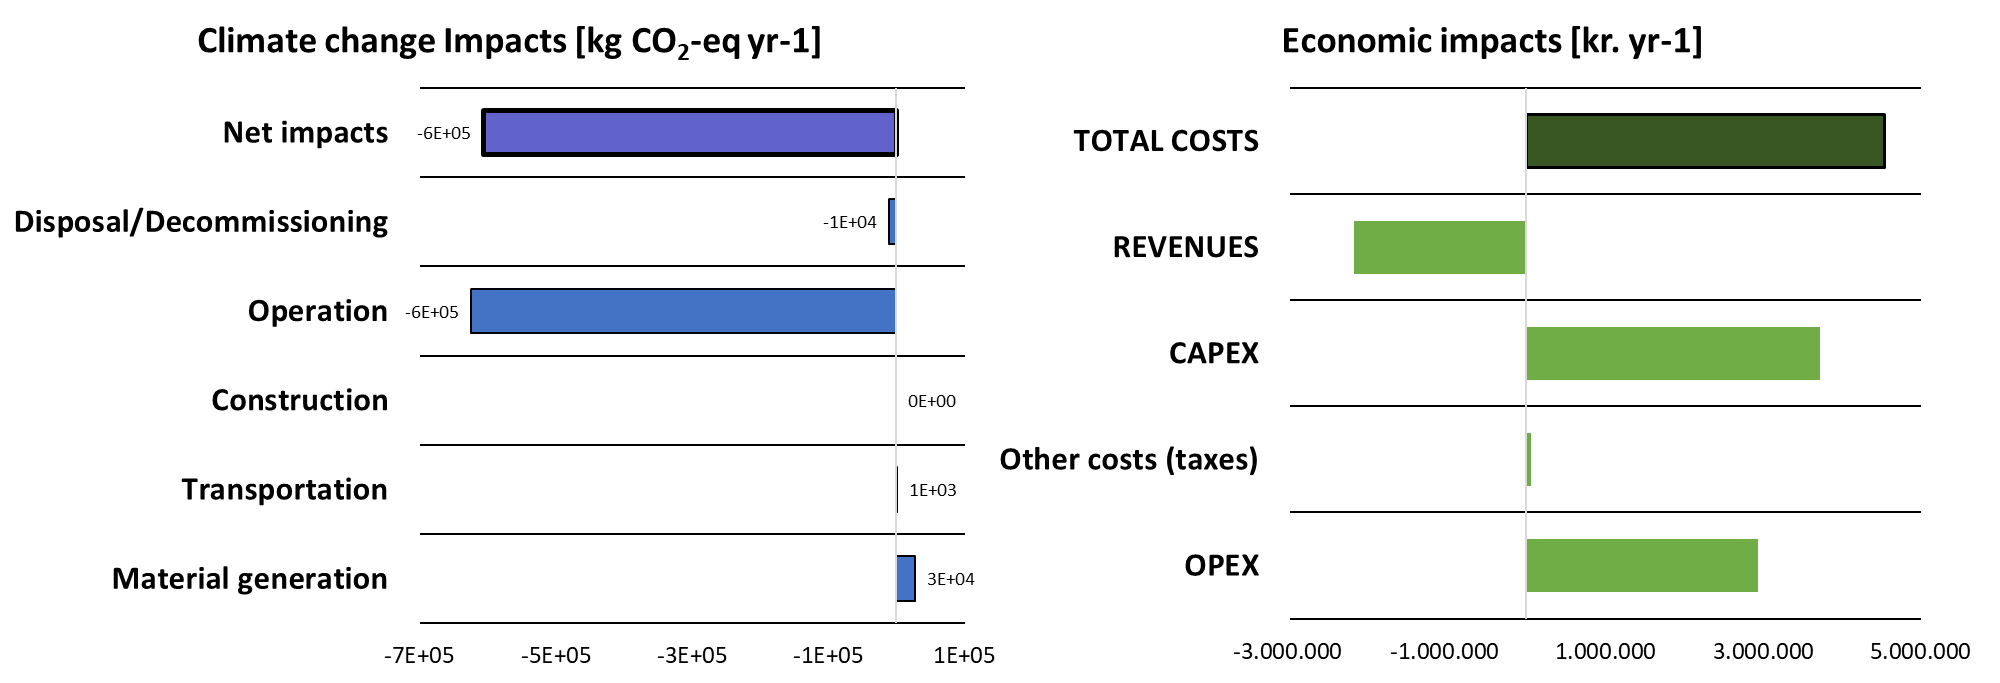 Climate change Impacts [kg CO2-eq yr-1]
Net impacts
-6E+05
Disposal/Decommissioning
-1E+04
Operation
-6E+05
Construction
0E+00
Transportation
1E+03
Material generation
3E+04
-7E+05 -5E+05 -3E+05 -1E+05 1E+05
Economic impacts [kr. yr-1]
TOTAL COSTS
REVENUES
CAPEX
Other costs (taxes)
OPEX
-3.000.000 -1.000.000 1.000.000 3.000.000 5.000.000